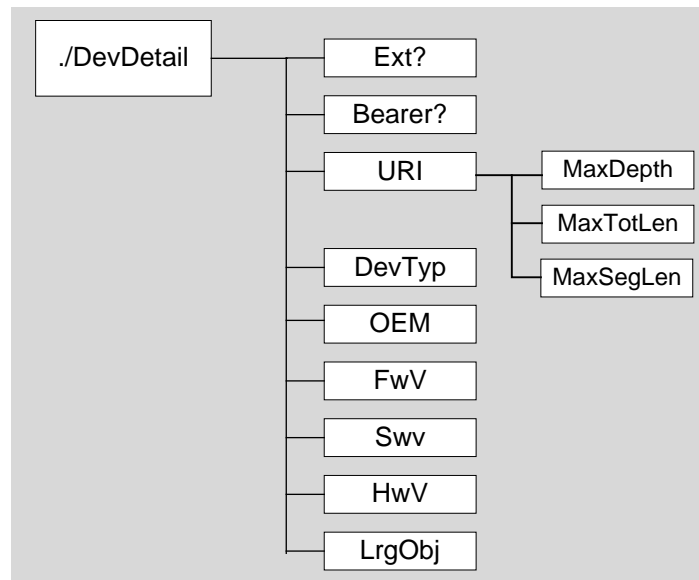 ./DevDetail
Ext?
Bearer?
URI
MaxDepth
MaxTotLen
MaxSegLen
DevTyp
OEM
FwV
Swv
HwV
LrgObj